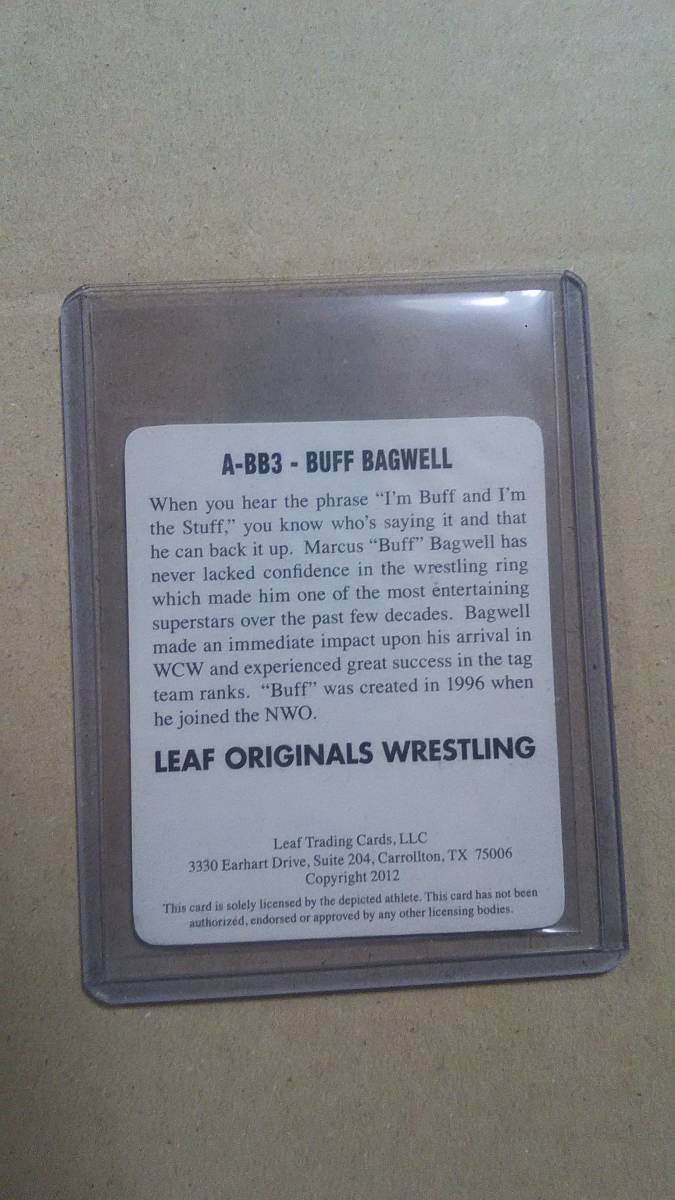 A-BB3 - BUFF BAGWELL
When you hear the phrase “I’m Buff and I’m
the Stuff,” you know who’s saying it and that
he can back it up. Marcus “Buff” Bagwell has
never lacked confidence in the wrestling ring
which made him one of the most entertaining
superstars over the past few decades. Bagwell
made an immediate impact upon his arrival in
WCW and experienced great success in the tag
team ranks. “Buff” was created in 1996 when
he joined the NWO.
LEAF ORIGINALS WRESTLING
Leaf Trading Cards, LLC
3330 Earhart Drive, Suite 204, Carrollton, TX 75006
Copyright 2012
This card is solely licensed by the depicted athlete. This card has not been
authorized, endorsed or approved by any other licensing bodies.